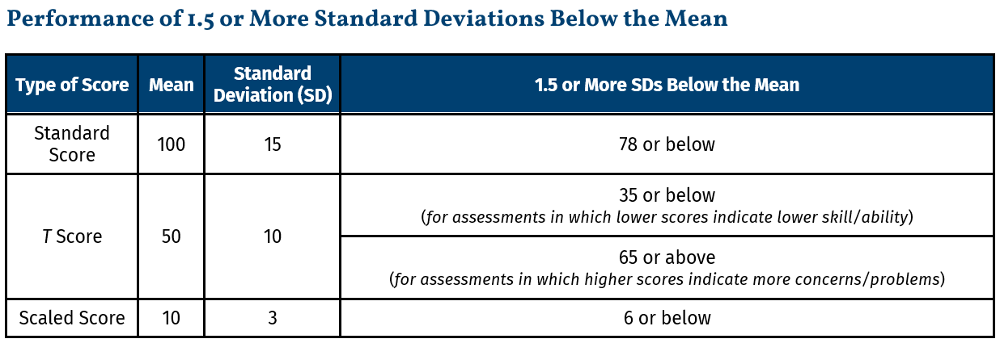 Performance of 1.5 or More Standard Deviations Below the Mean
Type of Score
Mean
Standard
Deviation (SD)
1.5 or More SDs Below the Mean
Standard
Score
100
15
78 or below
T Score
50
10
35 or below
(for assessments in which lower scores indicate lower skill/ability)
65 or above
(for assessments in which higher scores indicate more concerns/problems)
Scaled Score
10
3
6 or below